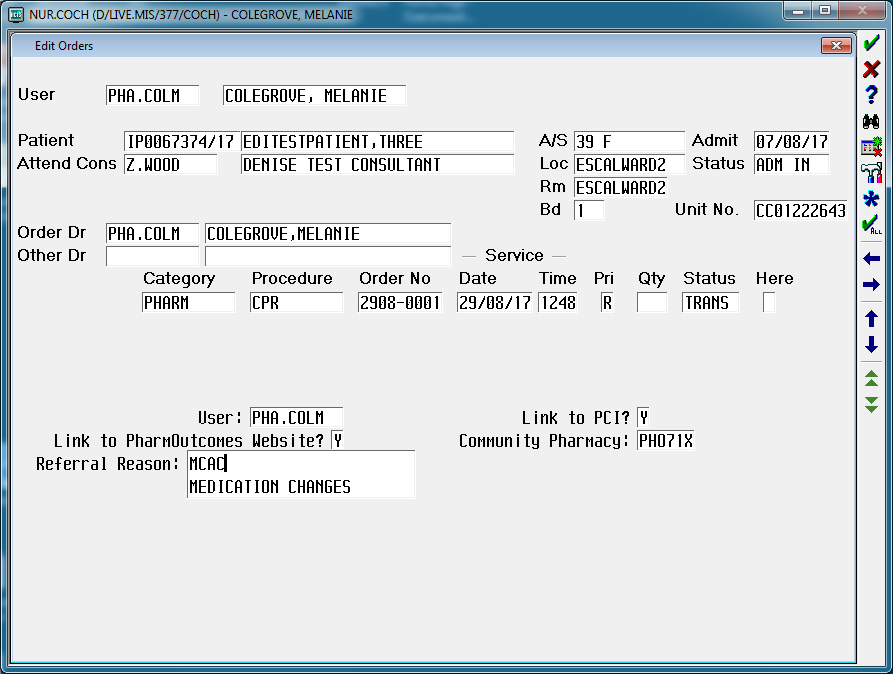 NUR.COCH (D/LIVE.MIS/377/COCH) - COLEGROVE, MELANIE
Edit Orders
User PHA.COLM COLEGROVE, MELANIE
Patient IP0067374/17 EDITESTPATIENT,THREE A/S 39 F Admit 07/08/17
Attend Cons Z.WOOD DENISE TEST CONSULTANT Loc ESCALWARD2 Status ADM IN
Rm ESCALWARD2
Bd 1 Unit No. CC01222643
Order Dr PHA.COLM COLEGROVE,MELANIE
Other Dr — Service —
Category Procedure Order No Date Time Pri Qty Status Here
PHARM CPR 2908-0001 29/08/17 1248 R TRANS
User: PHA.COLM Link to PCI? Y
Link to PharmOutcomes Website? Y Community Pharmacy: PHO71X
Referral Reason: MCAC
MEDICATION CHANGES
ALL